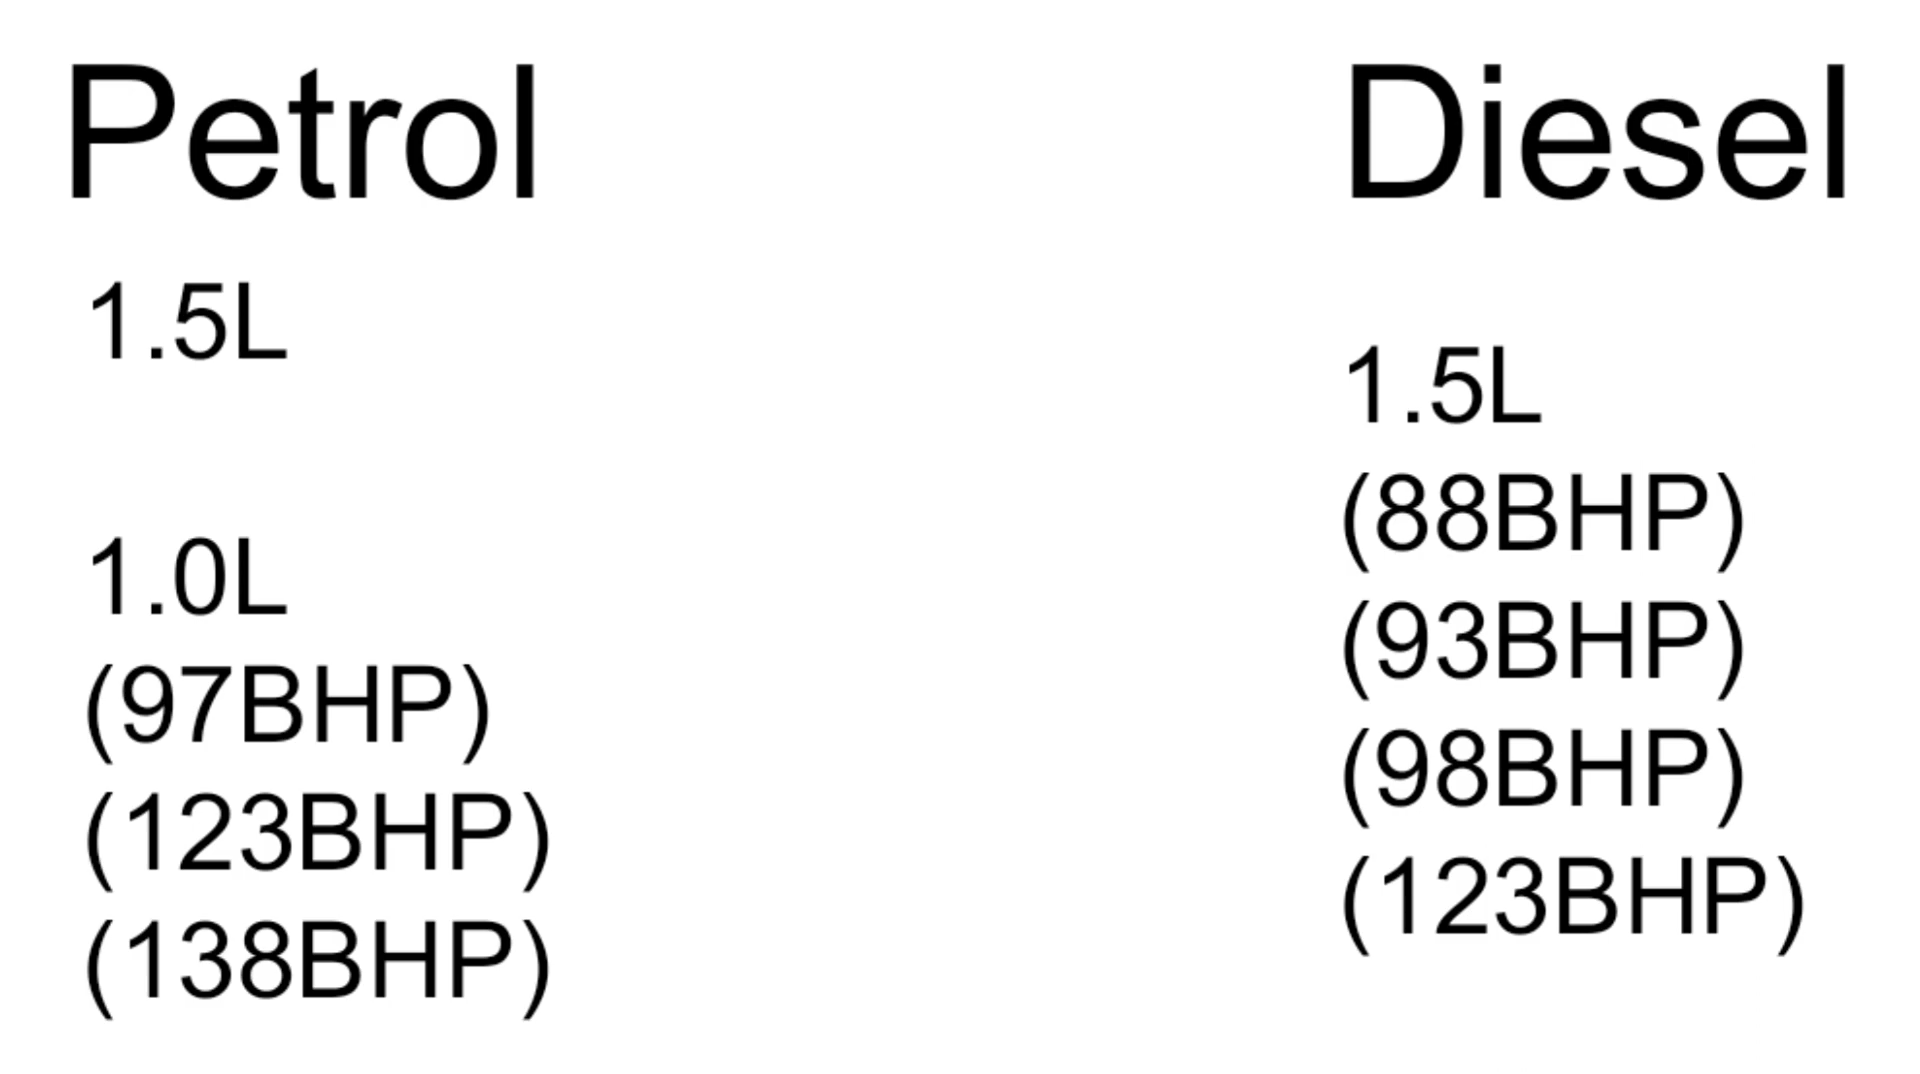 Petrol
1.5L
1.0L
(97BHP)
(123BHP)
(138BHP)
Diesel
1.5L
(88BHP)
(93BHP)
(98BHP)
(123BHP)